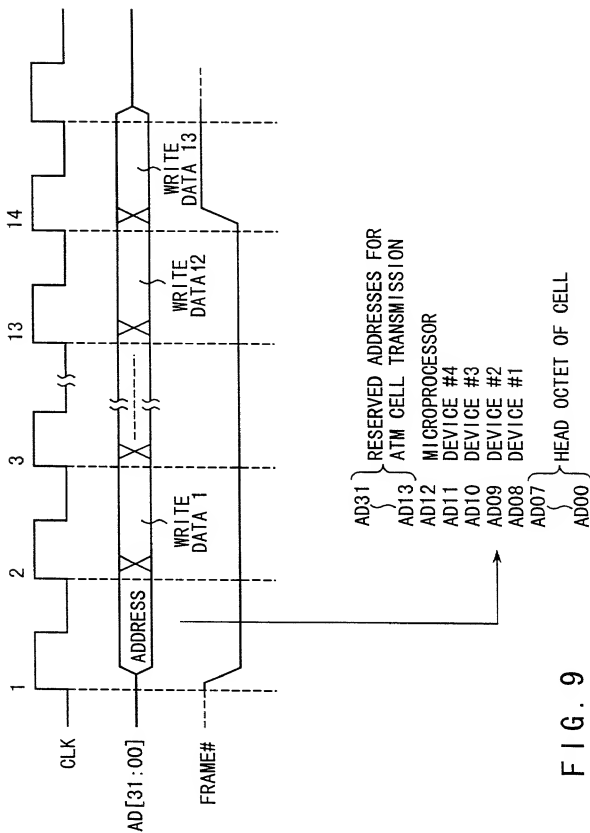 1 2 3 13 14
CLK
AD[31:00]
ADDRESS
WRITE
DATA 1
WRITE
DATA12
WRITE
DATA 13
FRAME#
AD31
AD13
RESERVED ADDRESSES FOR
ATM CELL TRANSMISSION
AD12 MICROPROCESSOR
AD11 DEVICE #4
AD10 DEVICE #3
AD09 DEVICE #2
AD08 DEVICE #1
AD07
AD00
HEAD OCTET OF CELL
FIG. 9